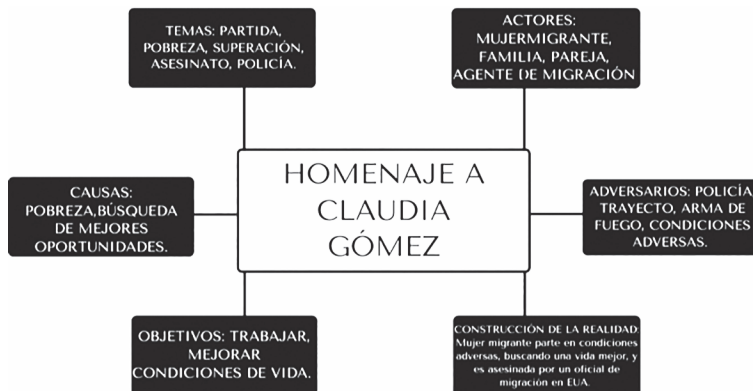 TEMAS: PARTIDA,
POBREZA, SUPERACIÓN,
ASESINATO, POLICÍA.
ACTORES:
MUJERMIGRANTE,
FAMILIA, PAREJA,
AGENTE DE MIGRACIÓN
HOMENAJE A
CLAUDIA
GÓMEZ
CAUSAS:
POBREZA,BÚSQUEDA
DE MEJORES
OPORTUNIDADES.
ADVERSARIOS: POLICÍA,
TRAYECTO, ARMA DE
FUEGO, CONDICIONES
ADVERSAS.
OBJETIVOS: TRABAJAR,
MEJORAR
CONDICIONES DE VIDA.
CONSTRUCCIÓN DE LA REALIDAD:
Mujer migrante parte en condiciones
adversas, buscando una vida mejor, y
es asesinada por un oficial de
migración en EUA.